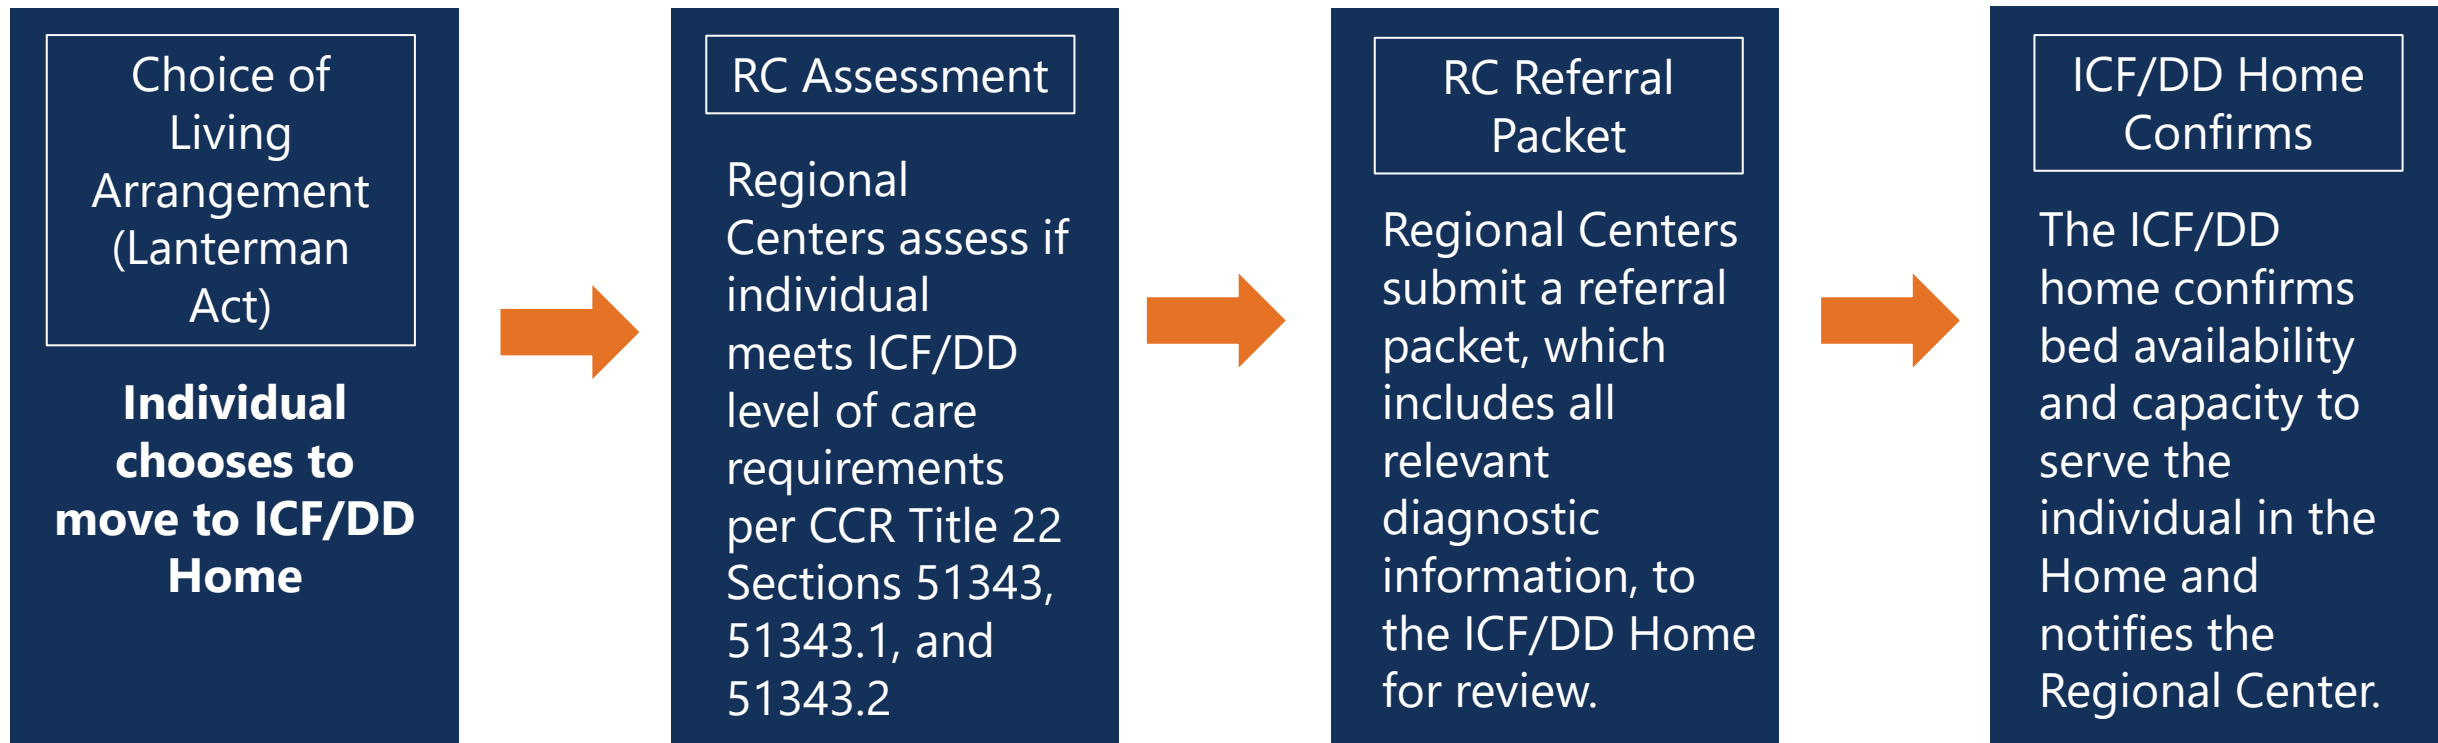 Choice of
Living
Arrangement
(Lanterman
Act)
Individual
chooses to
move to ICF/DD
Home
RC Assessment
Regional
Centers assess if
individual
meets ICF/DD
level of care
requirements
per CCR Title 22
Sections 51343,
51343.1, and
51343.2
RC Referral
Packet
Regional Centers
submit a referral
packet, which
includes all
relevant
diagnostic
information, to
the ICF/DD Home
for review.
ICF/DD Home
Confirms
The ICF/DD
home confirms
bed availability
and capacity to
serve the
individual in the
Home and
notifies the
Regional Center.